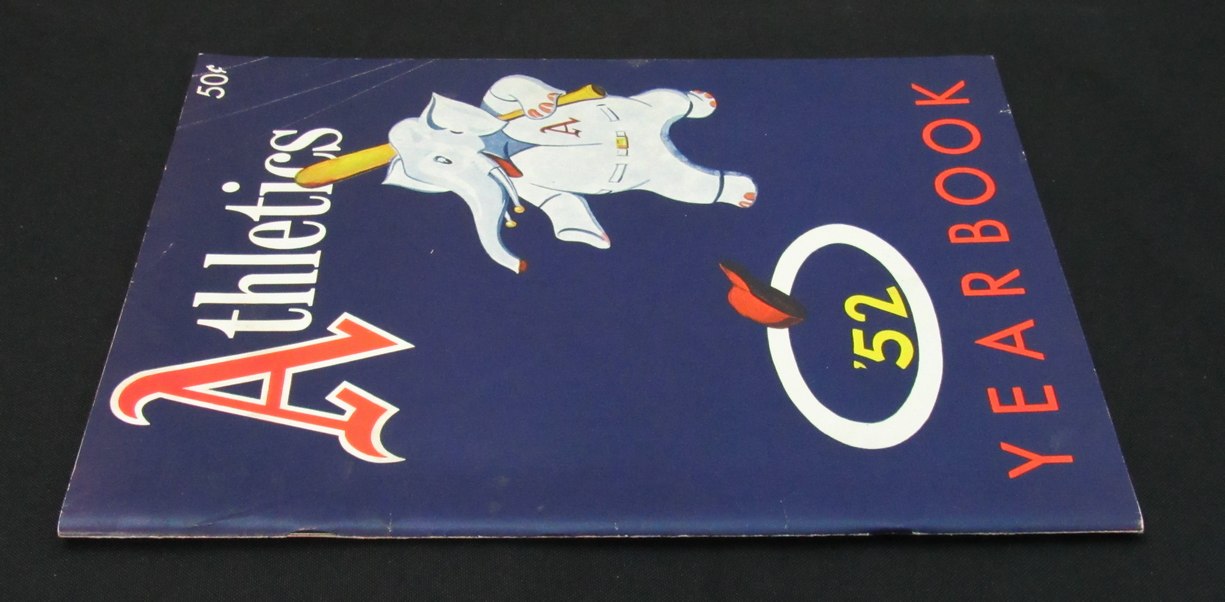 50¢
Athletics
A
'52
YEARBOOK